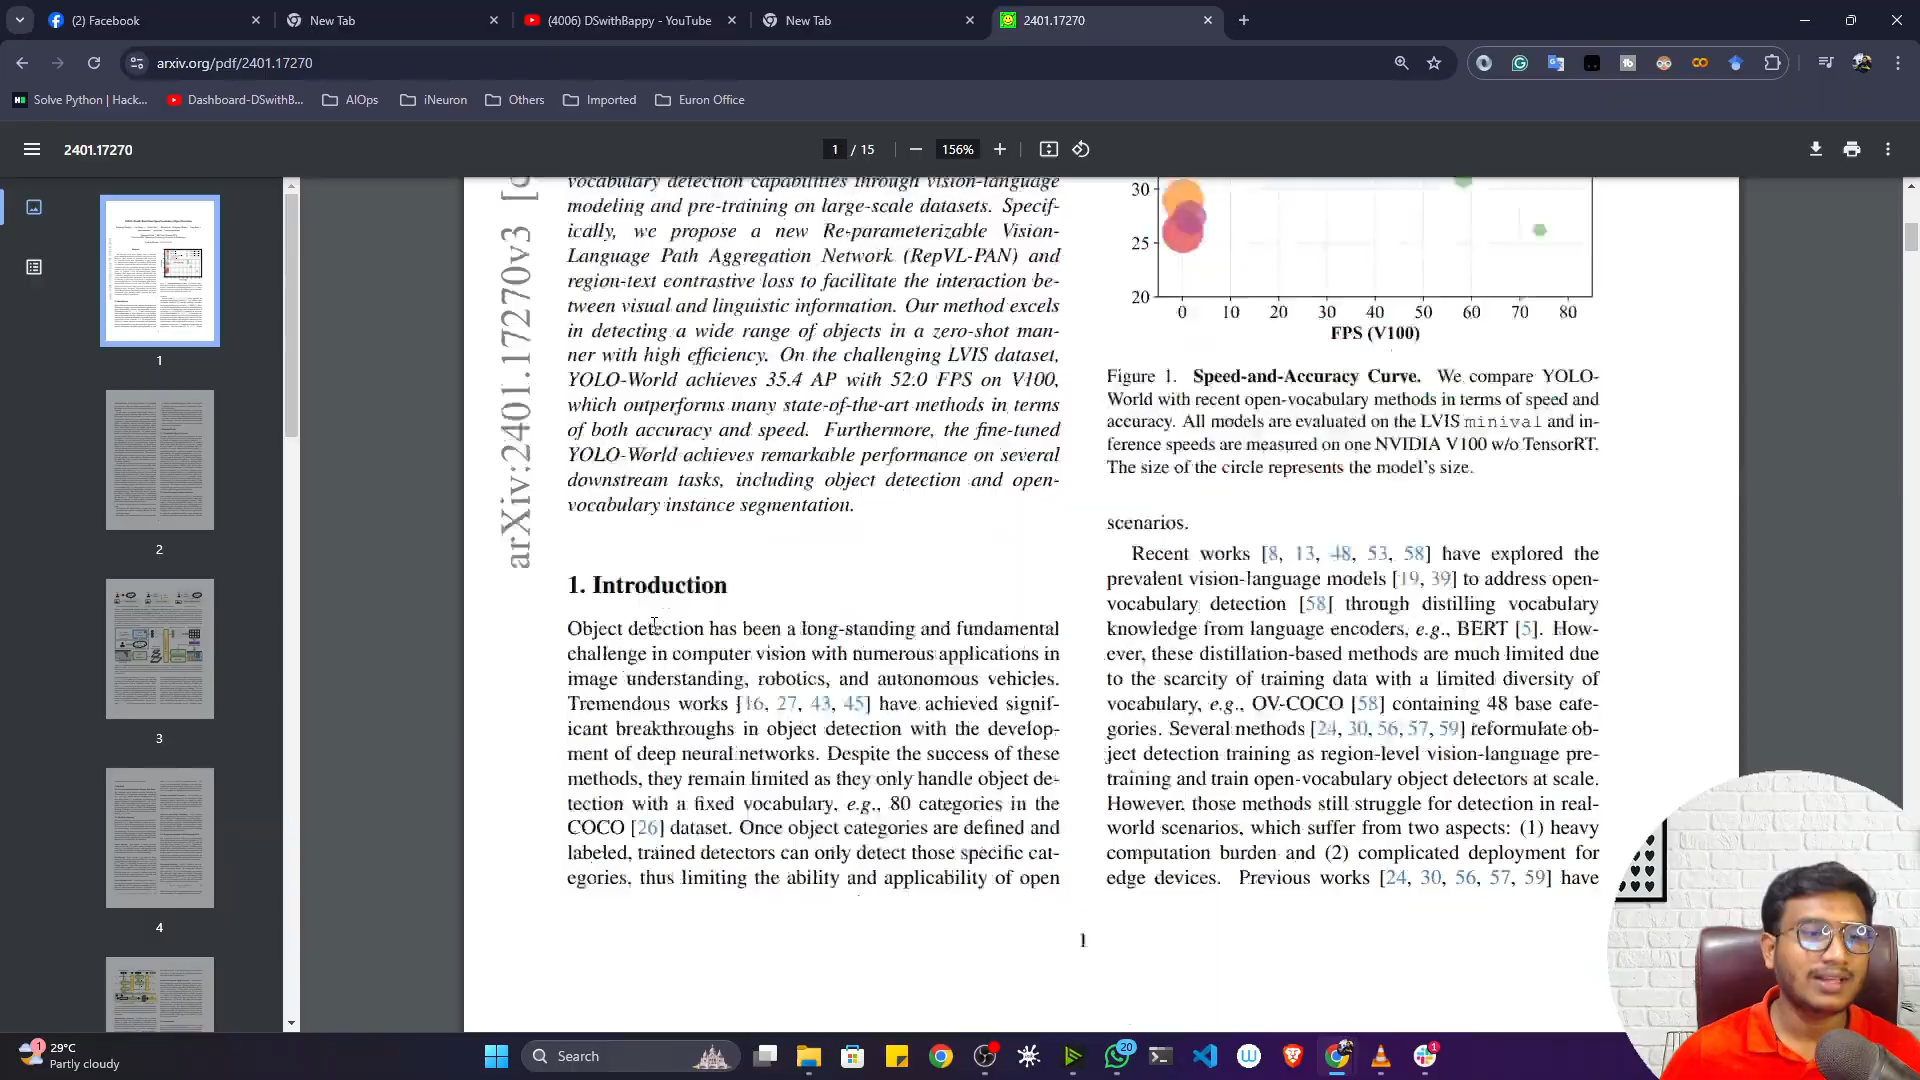 (2) Facebook
New Tab
(4006) DSwithBappy - YouTube
New Tab
2401.17270
arxiv.org/pdf/2401.17270
Solve Python | Hack...
Dashboard-DSwithB...
AIOps
iNeuron
Others
Imported
Euron Office
2401.17270
1 / 15
156%
1
2
3
4
arXiv:2401.17270v3 [c
vocabulary detection capabilities through vision-language
modeling and pre-training on large-scale datasets. Specif-
ically, we propose a new Re-parameterizable Vision-
Language Path Aggregation Network (RepVL-PAN) and
region-text contrastive loss to facilitate the interaction be-
tween visual and linguistic information. Our method excels
in detecting a wide range of objects in a zero-shot man-
ner with high efficiency. On the challenging LVIS dataset,
YOLO-World achieves 35.4 AP with 52.0 FPS on V100,
which outperforms many state-of-the-art methods in terms
of both accuracy and speed. Furthermore, the fine-tuned
YOLO-World achieves remarkable performance on several
downstream tasks, including object detection and open-
vocabulary instance segmentation.
1. Introduction
Object detection has been a long-standing and fundamental
challenge in computer vision with numerous applications in
image understanding, robotics, and autonomous vehicles.
Tremendous works [16, 27, 43, 45] have achieved signif-
icant breakthroughs in object detection with the develop-
ment of deep neural networks. Despite the success of these
methods, they remain limited as they only handle object de-
tection with a fixed vocabulary, e.g., 80 categories in the
COCO [26] dataset. Once object categories are defined and
labeled, trained detectors can only detect those specific cat-
egories, thus limiting the ability and applicability of open
30
25
20
0 10 20 30 40 50 60 70 80
FPS (V100)
Figure 1. Speed-and-Accuracy Curve. We compare YOLO-
World with recent open-vocabulary methods in terms of speed and
accuracy. All models are evaluated on the LVIS minival and in-
ference speeds are measured on one NVIDIA V100 w/o TensorRT.
The size of the circle represents the model's size.
scenarios.
Recent works [8, 13, 48, 53, 58] have explored the
prevalent vision-language models [19, 39] to address open-
vocabulary detection [58] through distilling vocabulary
knowledge from language encoders, e.g., BERT [5]. How-
ever, these distillation-based methods are much limited due
to the scarcity of training data with a limited diversity of
vocabulary, e.g., OV-COCO [58] containing 48 base cate-
gories. Several methods [24, 30, 56, 57, 59] reformulate ob-
ject detection training as region-level vision-language pre-
training and train open-vocabulary object detectors at scale.
However, those methods still struggle for detection in real-
world scenarios, which suffer from two aspects: (1) heavy
computation burden and (2) complicated deployment for
edge devices. Previous works [24, 30, 56, 57, 59] have
1
1
29°C
Partly cloudy
Search
20
1